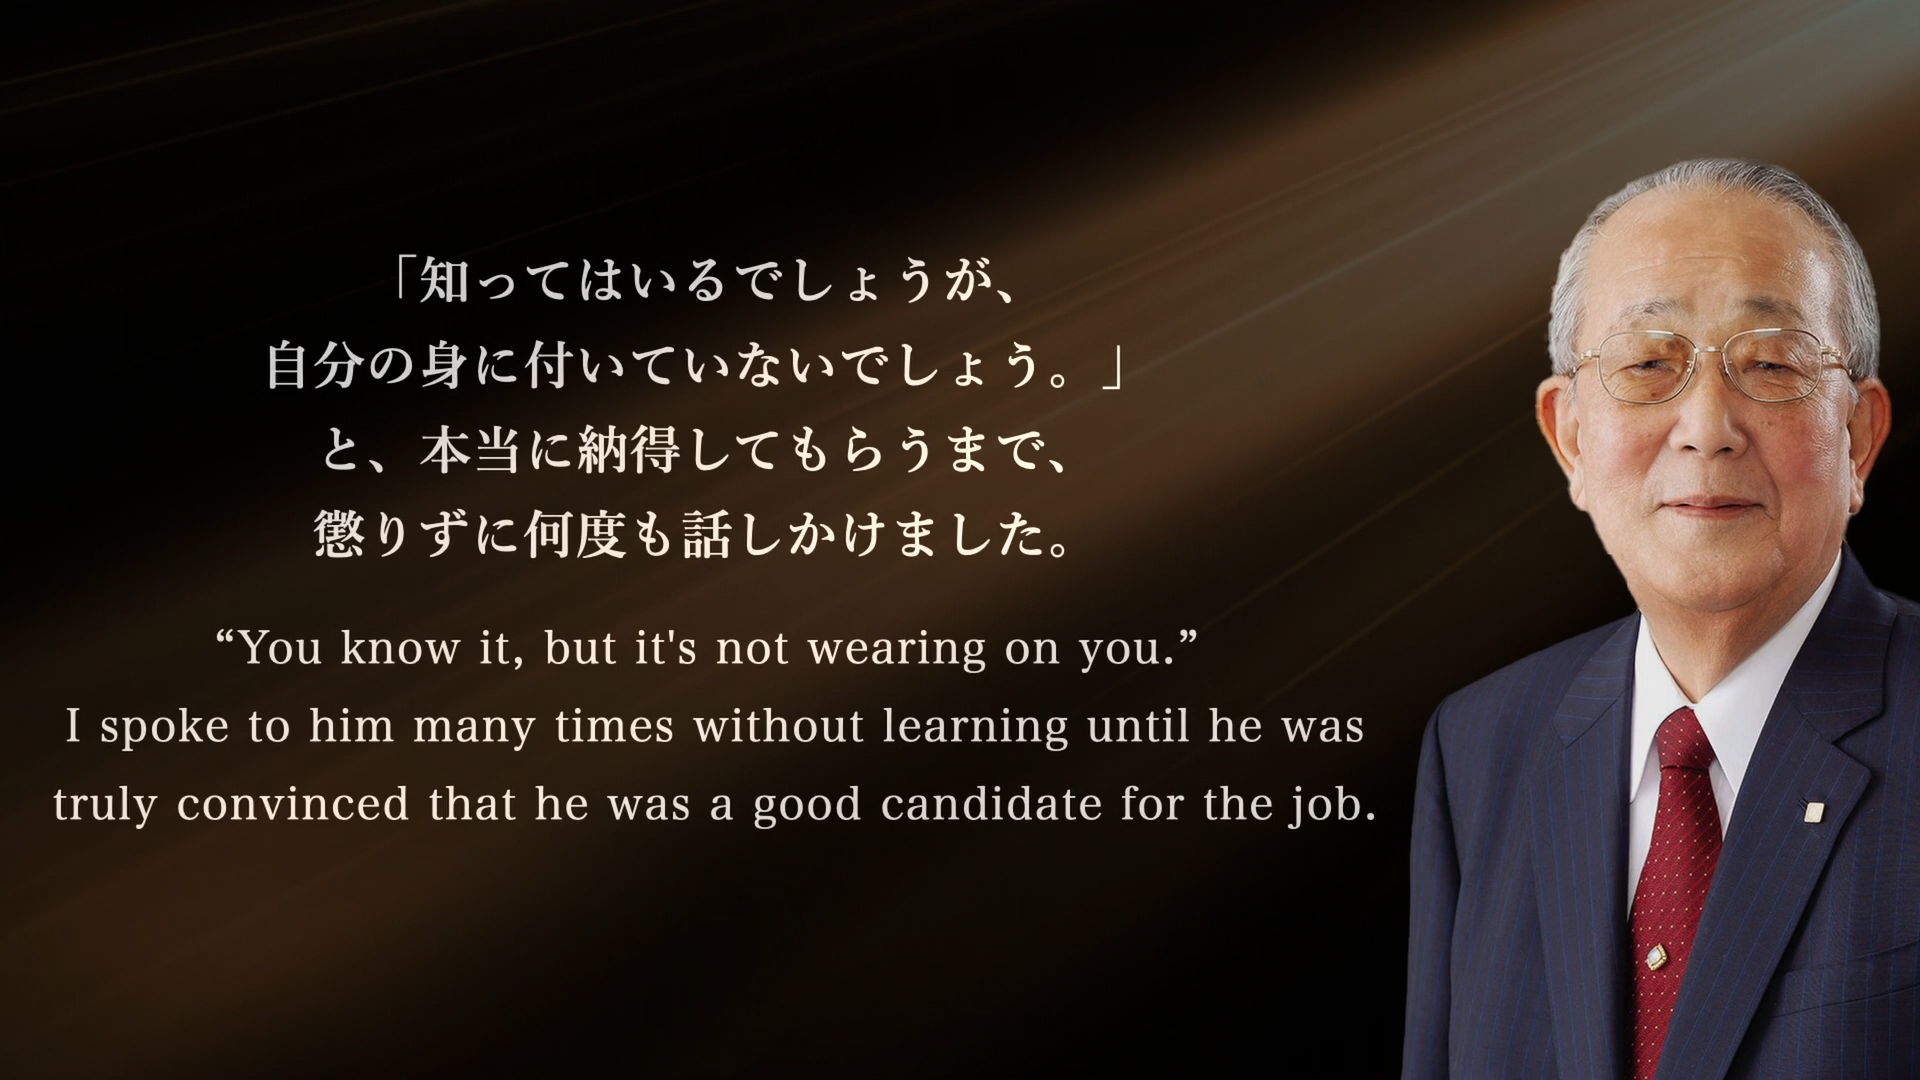 「知ってはいるでしょうが、
自分の身に付いていないでしょう。」
と、本当に納得してもらうまで、
懲りずに何度も話しかけました。
“You know it, but it's not wearing on you.”
I spoke to him many times without learning until he was
truly convinced that he was a good candidate for the job.